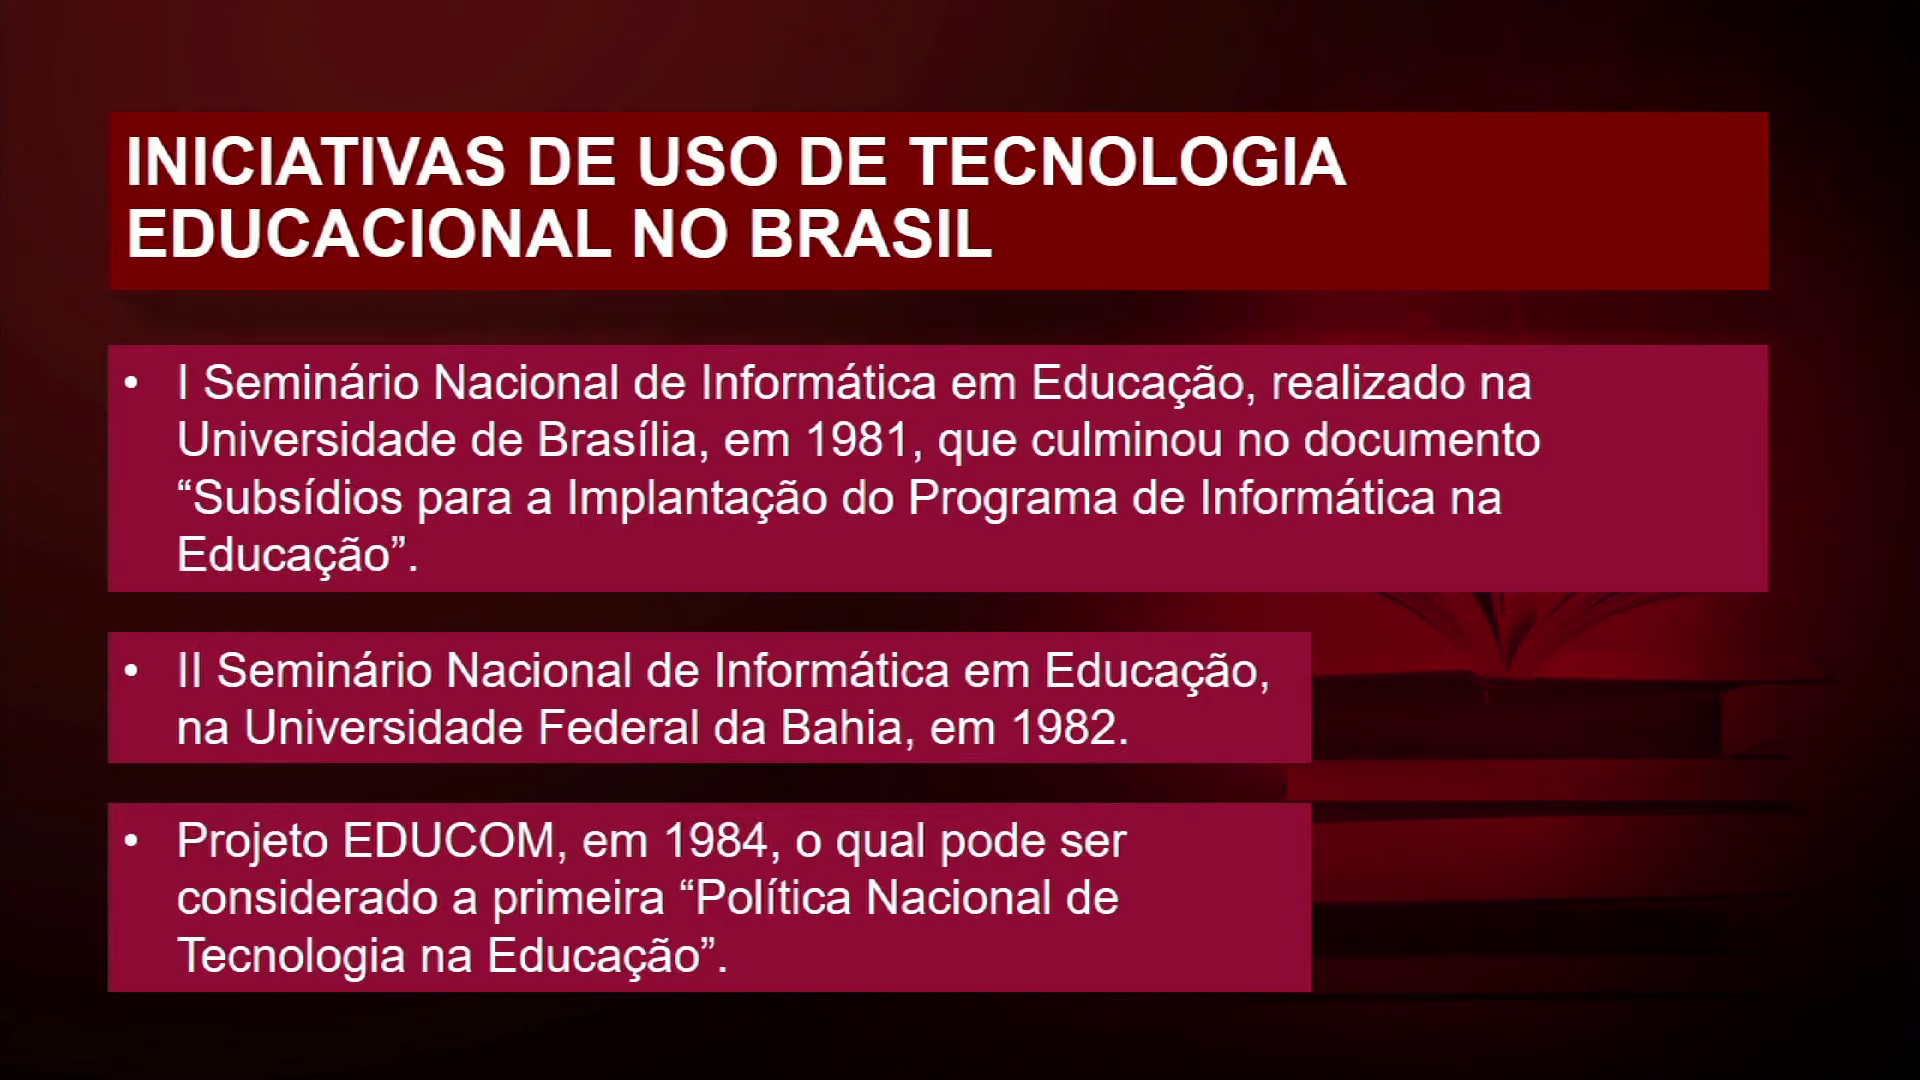 INICIATIVAS DE USO DE TECNOLOGIA
EDUCACIONAL NO BRASIL
• I Seminário Nacional de Informática em Educação, realizado na
Universidade de Brasília, em 1981, que culminou no documento
“Subsídios para a Implantação do Programa de Informática na
Educação”.
• II Seminário Nacional de Informática em Educação,
na Universidade Federal da Bahia, em 1982.
• Projeto EDUCOM, em 1984, o qual pode ser
considerado a primeira “Política Nacional de
Tecnologia na Educação”.